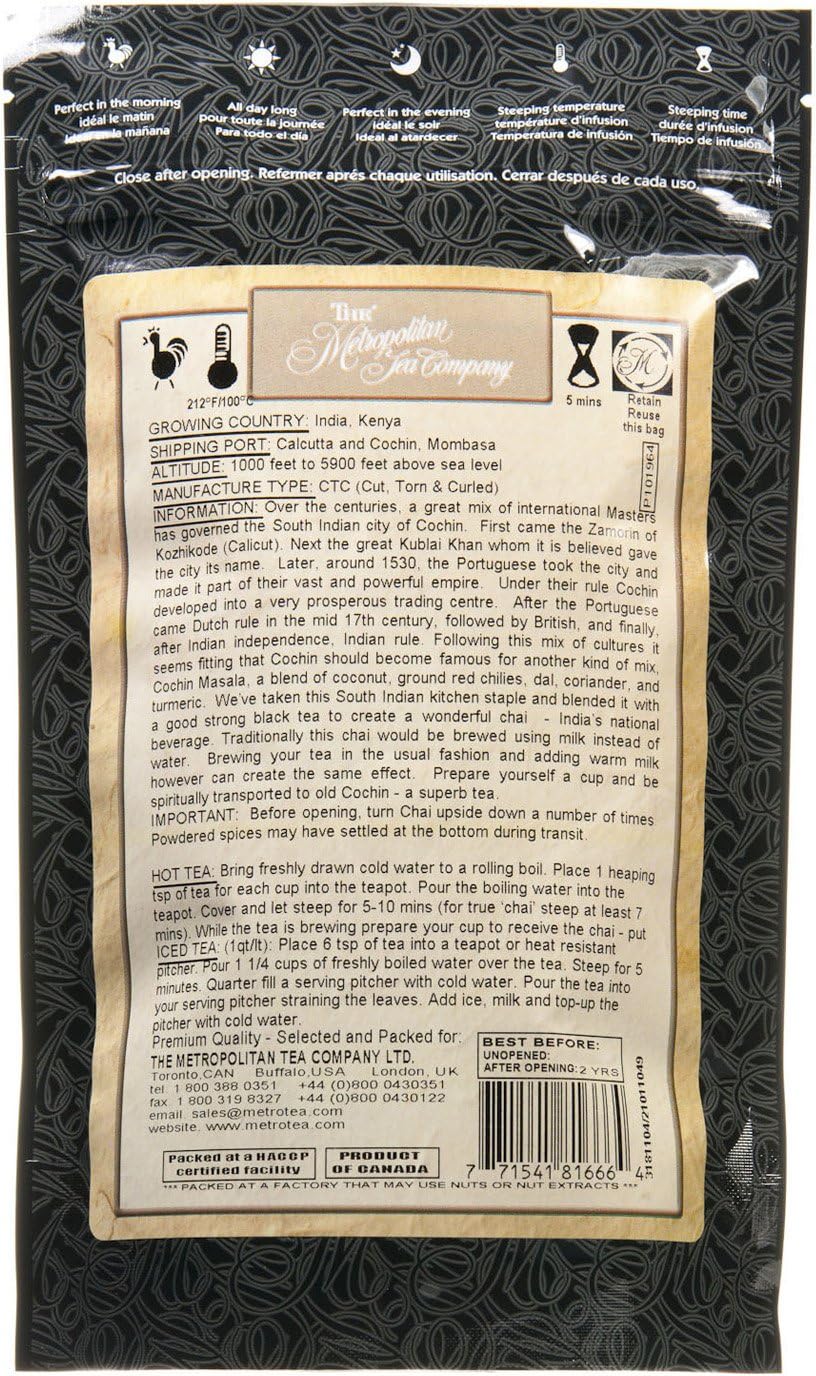 Perfect in the morning
idéal le matin
Ideal en la mañana
All day long
pour toute la journée
Para todo el día
Perfect in the evening
idéal le soir
Ideal al atardecer
Steeping temperature
température d'infusion
Temperatura de infusión
Steeping time
durée d'infusion
Tiempo de infusión
Close after opening. Refermer aprés chaque utilisation. Cerrar después de cada uso.
THE
Metropolitan
Tea Company
212°F/100°C
5 mins
M
Retain
Reuse
this bag
P101964
GROWING COUNTRY: India, Kenya
SHIPPING PORT: Calcutta and Cochin, Mombasa
ALTITUDE: 1000 feet to 5900 feet above sea level
MANUFACTURE TYPE: CTC (Cut, Torn & Curled)
INFORMATION: Over the centuries, a great mix of international Masters
has governed the South Indian city of Cochin. First came the Zamorin of
Kozhikode (Calicut). Next the great Kublai Khan whom it is believed gave
the city its name. Later, around 1530, the Portuguese took the city and
made it part of their vast and powerful empire. Under their rule Cochin
developed into a very prosperous trading centre. After the Portuguese
came Dutch rule in the mid 17th century, followed by British, and finally,
after Indian independence, Indian rule. Following this mix of cultures it
seems fitting that Cochin should become famous for another kind of mix,
Cochin Masala, a blend of coconut, ground red chilies, dal, coriander, and
turmeric. We've taken this South Indian kitchen staple and blended it with
a good strong black tea to create a wonderful chai - India's national
beverage. Traditionally this chai would be brewed using milk instead of
water. Brewing your tea in the usual fashion and adding warm milk
however can create the same effect. Prepare yourself a cup and be
spiritually transported to old Cochin - a superb tea.
IMPORTANT: Before opening, turn Chai upside down a number of times
Powdered spices may have settled at the bottom during transit.
HOT TEA: Bring freshly drawn cold water to a rolling boil. Place 1 heaping
tsp of tea for each cup into the teapot. Pour the boiling water into the
teapot. Cover and let steep for 5-10 mins (for true 'chai' steep at least 7
mins). While the tea is brewing prepare your cup to receive the chai - put
ICED TEA: (1qt/lt): Place 6 tsp of tea into a teapot or heat resistant
pitcher. Pour 1 1/4 cups of freshly boiled water over the tea. Steep for 5
minutes. Quarter fill a serving pitcher with cold water. Pour the tea into
your serving pitcher straining the leaves. Add ice, milk and top-up the
pitcher with cold water.
Premium Quality - Selected and Packed for:
THE METROPOLITAN TEA COMPANY LTD.
Toronto,CAN Buffalo,USA London, UK
tel. 1 800 388 0351 +44 (0)800 0430351
fax. 1 800 319 8327 +44 (0)800 0430122
email. sales@metrotea.com
website. www.metrotea.com
BEST BEFORE:
UNOPENED:
AFTER OPENING: 2 YRS
3181104/21011049
7 71541 81666 4
Packed at a HACCP
certified facility
PRODUCT
OF CANADA
*** PACKED AT A FACTORY THAT MAY USE NUTS OR NUT EXTRACTS ***